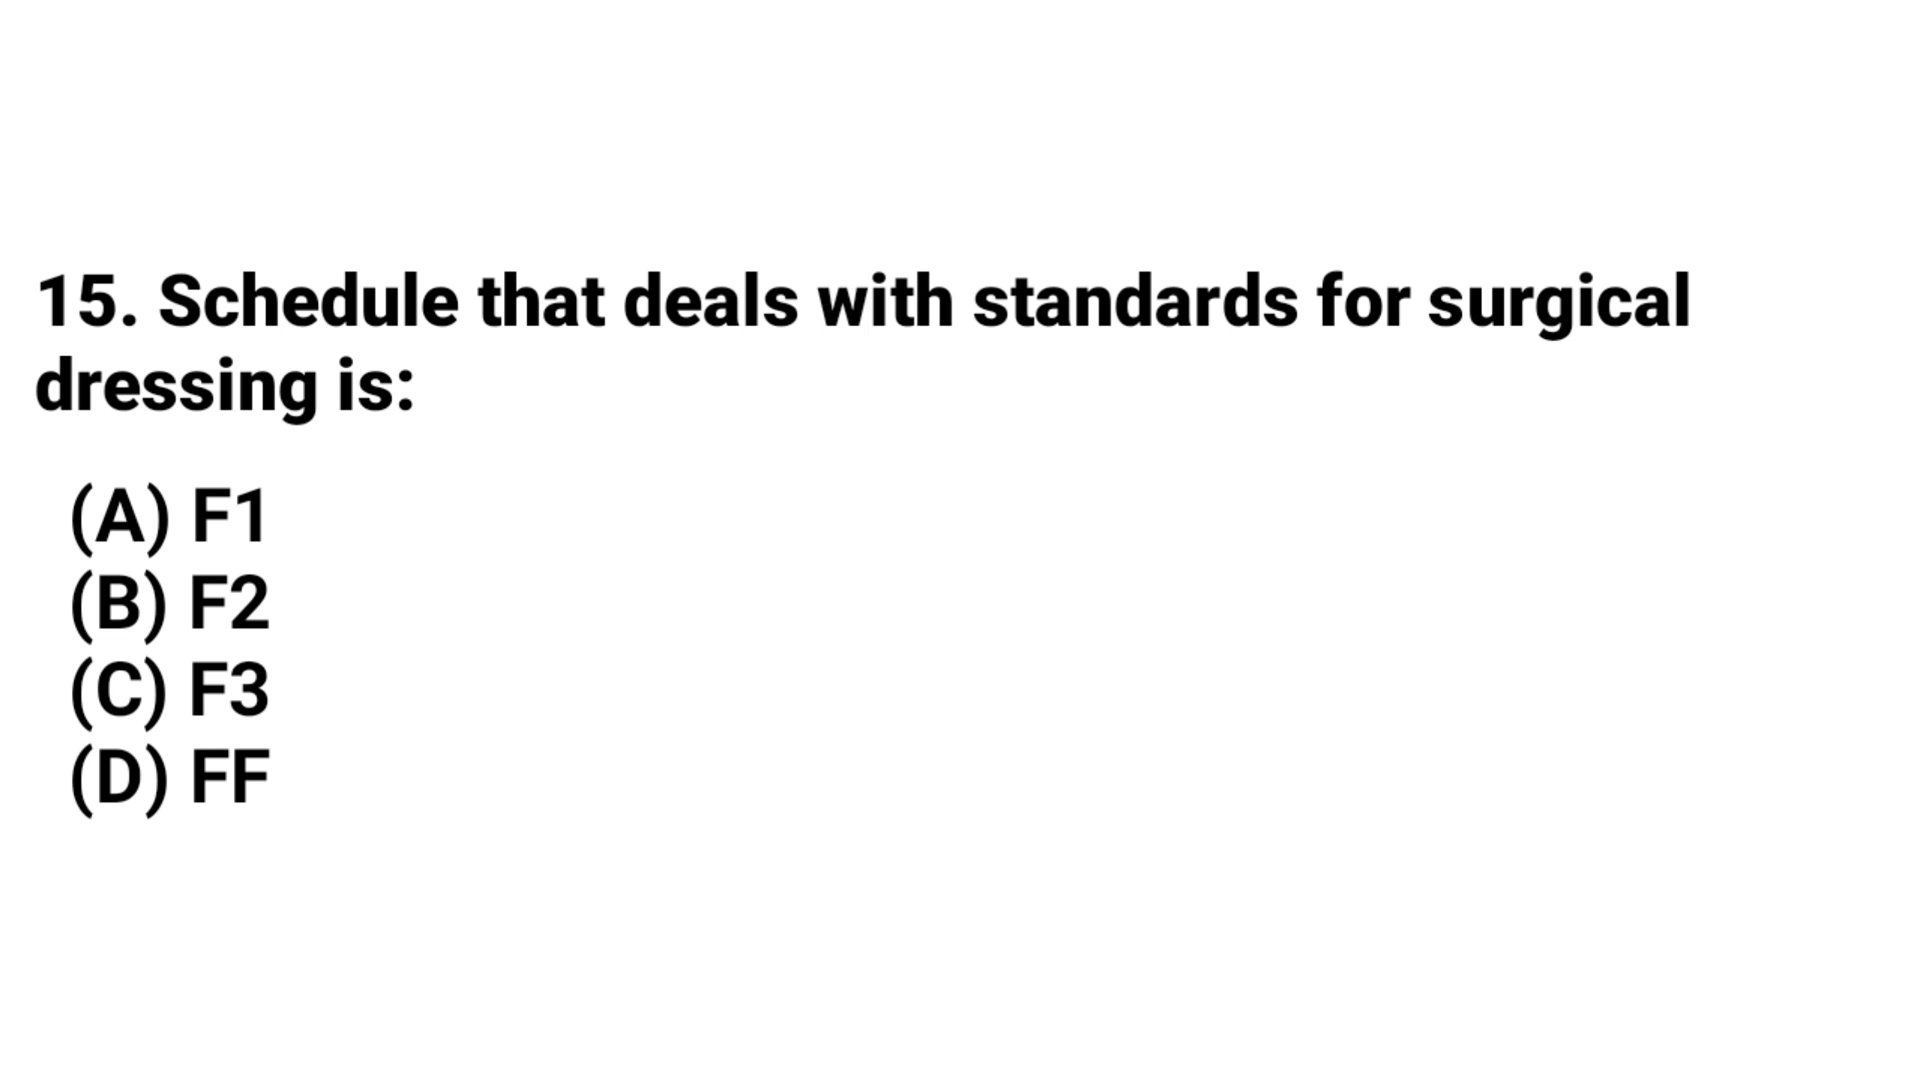 15. Schedule that deals with standards for surgical
dressing is:
(A) F1
(B) F2
(C) F3
(D) FF